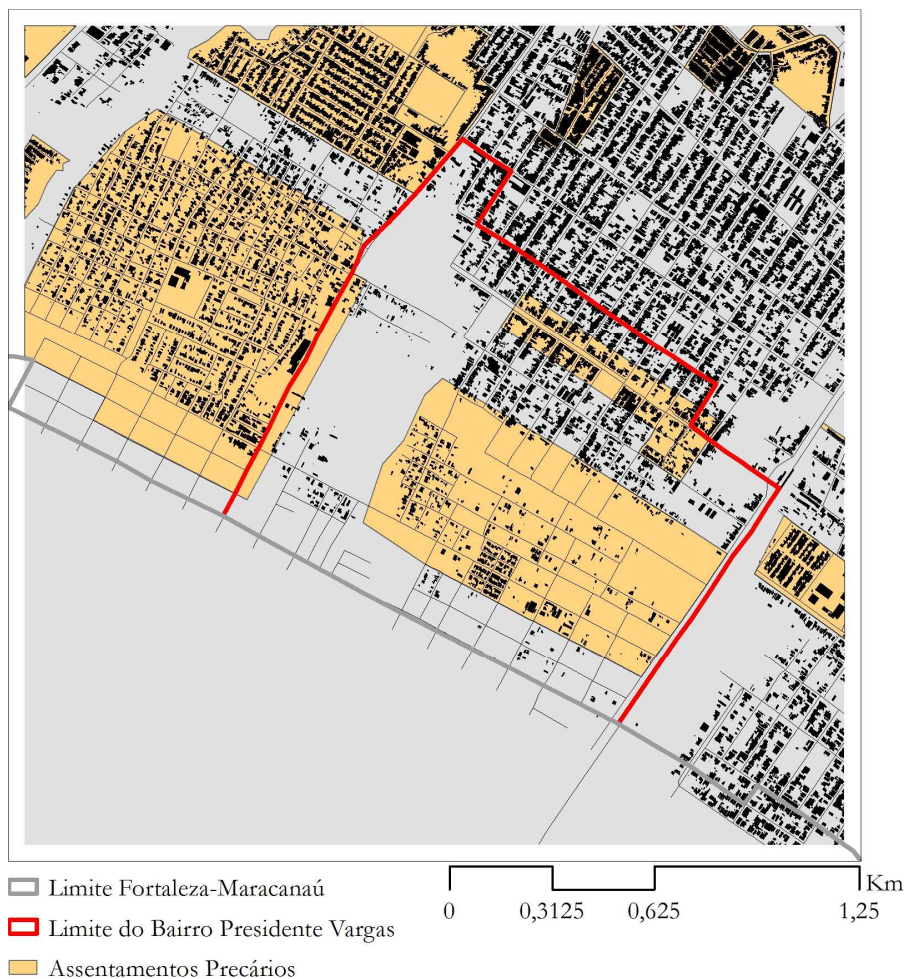 Limite Fortaleza-Maracanaú
Limite do Bairro Presidente Vargas
Assentamentos Precários
Km
0 0,3125 0,625 1,25